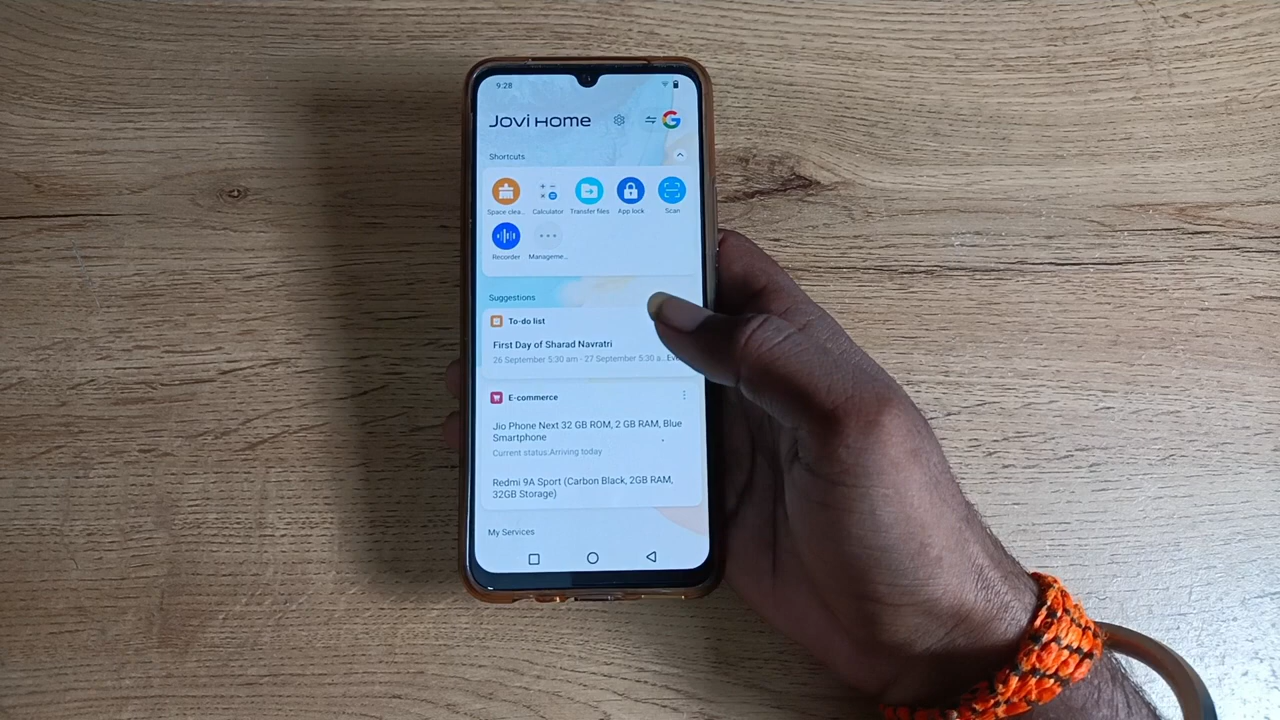 9:28
Jovi Home
Shortcuts
Space clea...
Calculator
Transfer files
App lock
Scan
Recorder
Manageme...
Suggestions
To-do list
First Day of Sharad Navratri
26 September 5:30 am - 27 September 5:30 a...
E-commerce
Jio Phone Next 32 GB ROM, 2 GB RAM, Blue
Smartphone
Current status:Arriving today
Redmi 9A Sport (Carbon Black, 2GB RAM,
32GB Storage)
My Services